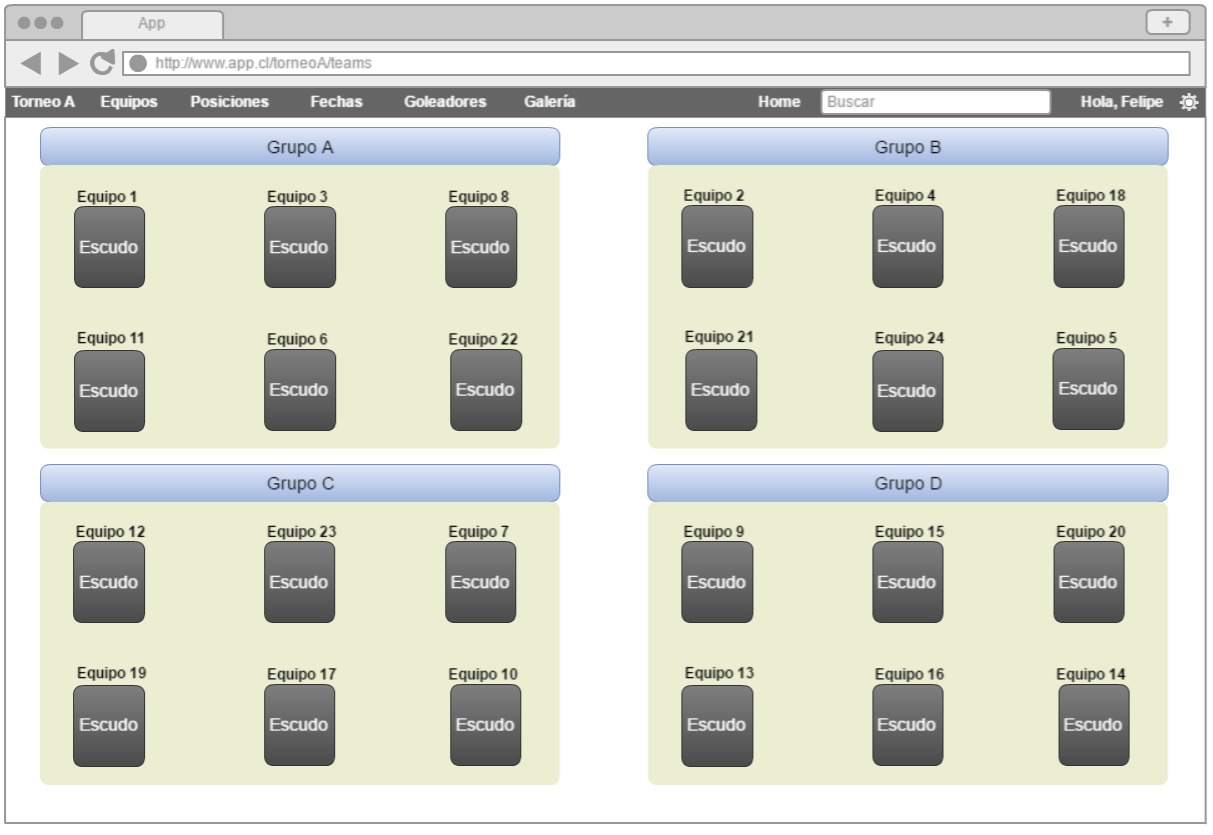 App
+
http://www.app.cl/torneoA/teams
Torneo A Equipos Posiciones Fechas Goleadores Galería Home Buscar Hola, Felipe
Grupo A
Equipo 1 Equipo 3 Equipo 8
Escudo Escudo Escudo
Equipo 11 Equipo 6 Equipo 22
Escudo Escudo Escudo
Grupo B
Equipo 2 Equipo 4 Equipo 18
Escudo Escudo Escudo
Equipo 21 Equipo 24 Equipo 5
Escudo Escudo Escudo
Grupo C
Equipo 12 Equipo 23 Equipo 7
Escudo Escudo Escudo
Equipo 19 Equipo 17 Equipo 10
Escudo Escudo Escudo
Grupo D
Equipo 9 Equipo 15 Equipo 20
Escudo Escudo Escudo
Equipo 13 Equipo 16 Equipo 14
Escudo Escudo Escudo